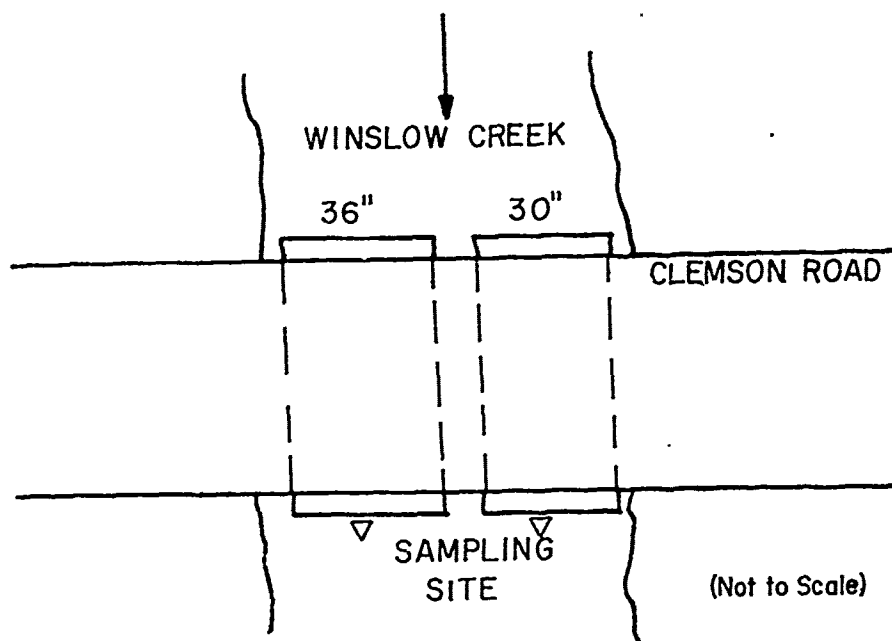 WINSLOW CREEK
36"
30"
CLEMSON ROAD
SAMPLING
SITE
(Not to Scale)